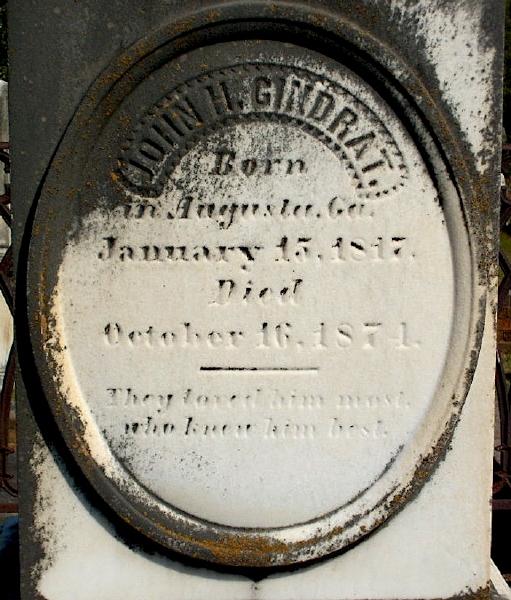 JOHN H. GINDRAT.
Born
in Augusta, Ga.
January 15, 1817.
Died
October 16, 1874.
They loved him most,
who knew him best.